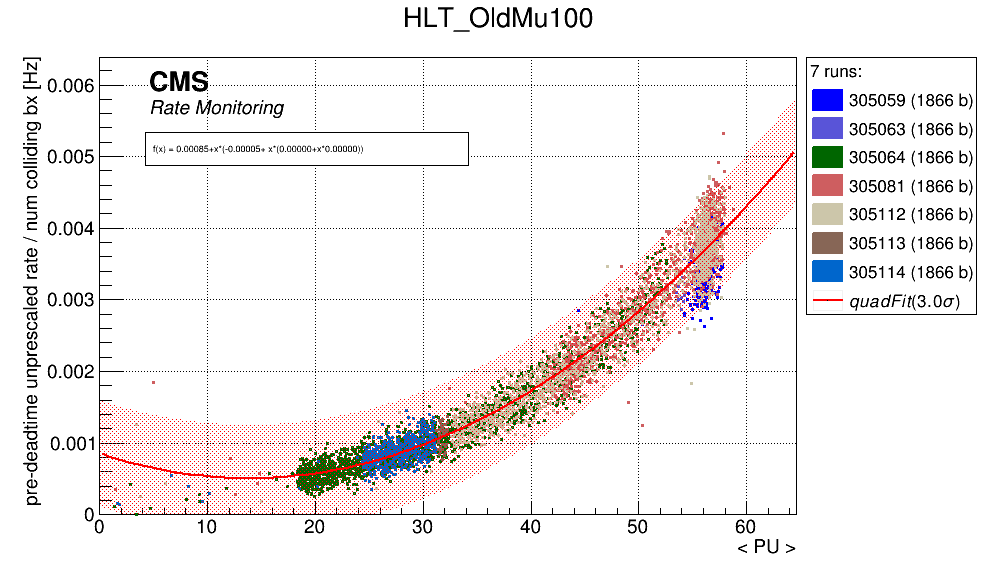 HLT_OldMu100
pre-deadtime unprescaled rate / num colliding bx [Hz]
CMS
Rate Monitoring
f(x) = 0.00085+x*(-0.00005+ x*(0.00000+x*0.00000))
0.006
0.005
0.004
0.003
0.002
0.001
0
0 10 20 30 40 50 60
< PU >
7 runs:
305059 (1866 b)
305063 (1866 b)
305064 (1866 b)
305081 (1866 b)
305112 (1866 b)
305113 (1866 b)
305114 (1866 b)
quadFit(3.0σ)